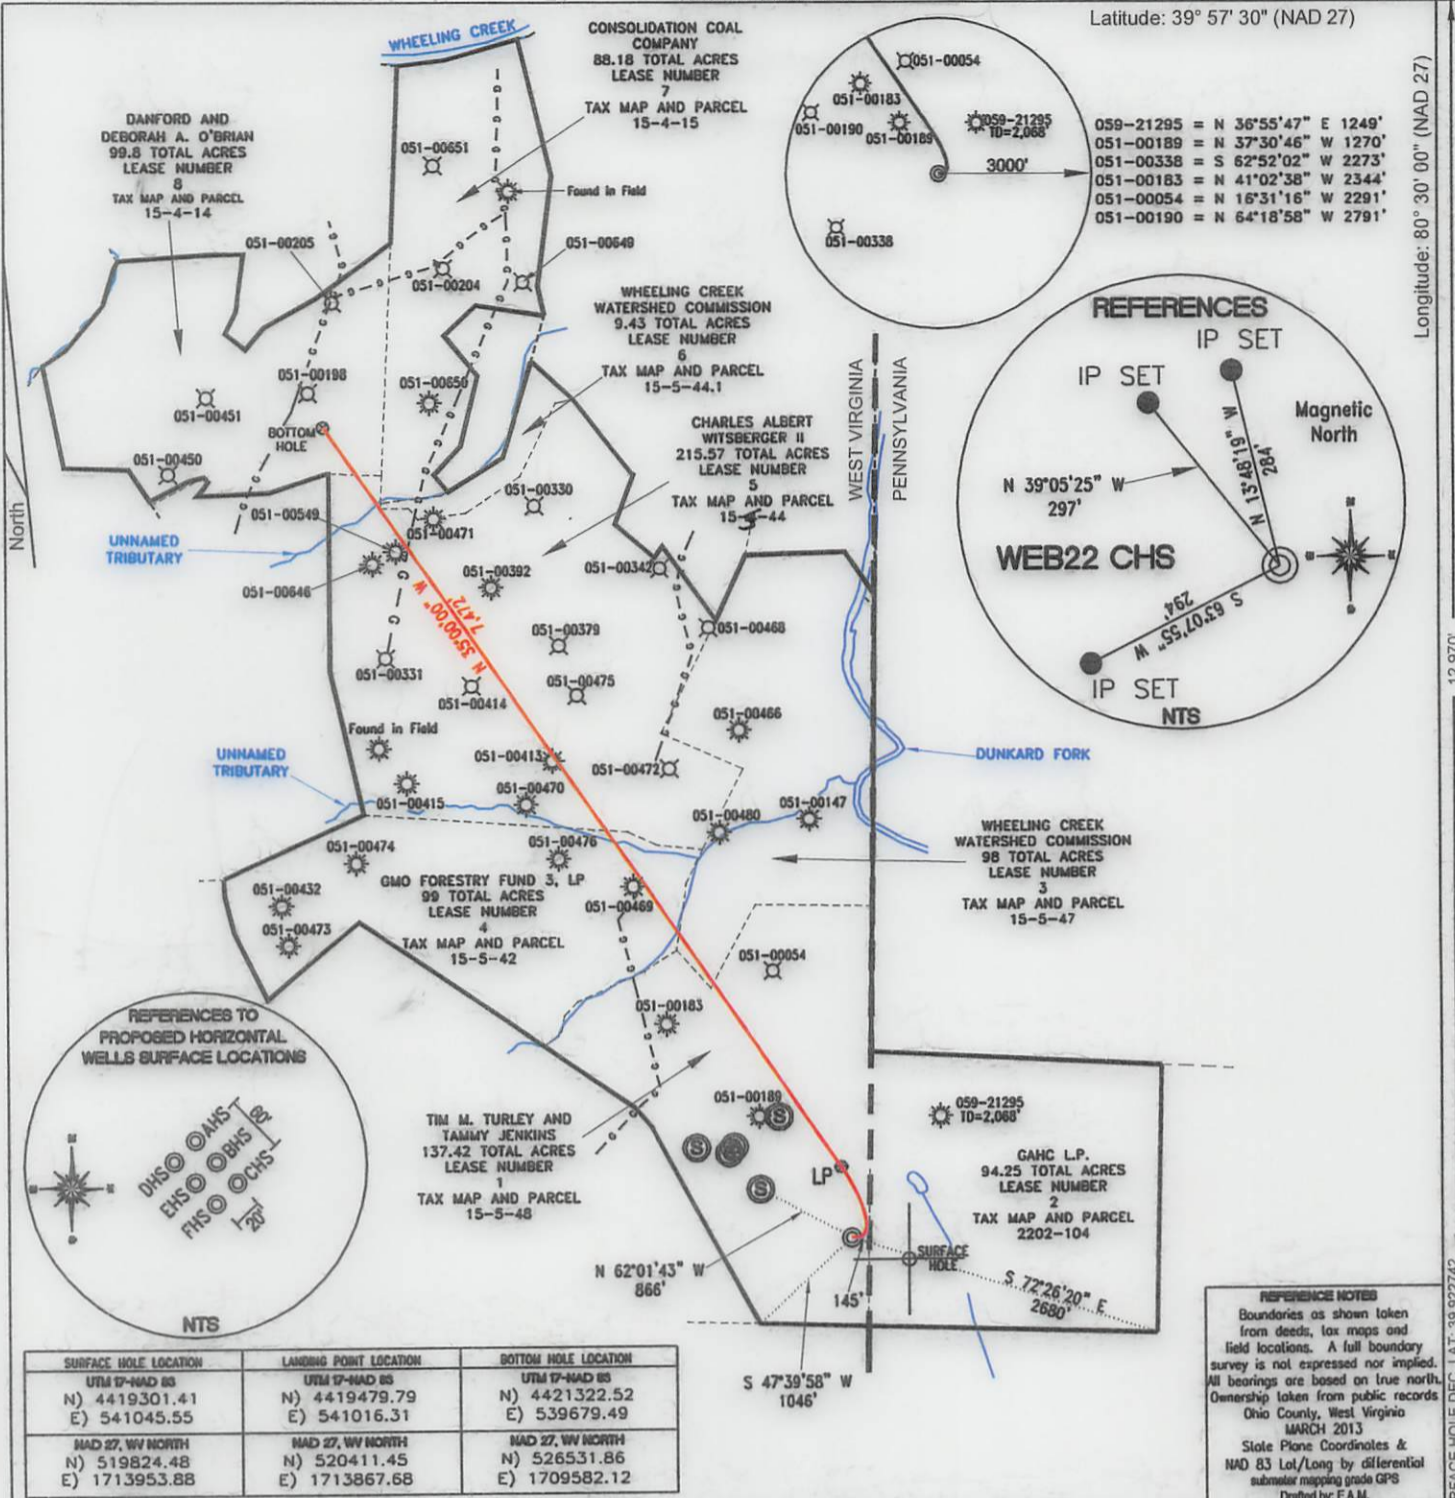 Latitude: 39° 57' 30" (NAD 27)
Longitude: 80° 30' 00" (NAD 27)
WHEELING CREEK
CONSOLIDATION COAL
COMPANY
88.18 TOTAL ACRES
LEASE NUMBER
7
TAX MAP AND PARCEL
15-4-15
DANFORD AND
DEBORAH A. O'BRIAN
99.8 TOTAL ACRES
LEASE NUMBER
8
TAX MAP AND PARCEL
15-4-14
051-00651
Found in Field
051-00205
051-00204
051-00649
051-00054
051-00183
051-00190
051-00189
059-21295
TD=2,068'
3000'
051-00338
059-21295 = N 36°55'47" E 1249'
051-00189 = N 37°30'46" W 1270'
051-00338 = S 62°52'02" W 2273'
051-00183 = N 41°02'38" W 2344'
051-00054 = N 16°31'16" W 2291'
051-00190 = N 64°18'58" W 2791'
WHEELING CREEK
WATERSHED COMMISSION
9.43 TOTAL ACRES
LEASE NUMBER
6
TAX MAP AND PARCEL
15-5-44.1
051-00198
051-00650
051-00451
BOTTOM
HOLE
051-00450
CHARLES ALBERT
WITSBERGER II
215.57 TOTAL ACRES
LEASE NUMBER
5
TAX MAP AND PARCEL
15-5-44
WEST VIRGINIA
PENNSYLVANIA
REFERENCES
IP SET
IP SET
Magnetic
North
N 13°48'19" W
284'
N 39°05'25" W
297'
WEB22 CHS
S 63°07'55" W
294'
IP SET
NTS
North
12,970'
051-00330
051-00549
051-00471
UNNAMED
TRIBUTARY
051-00646
051-00392
051-00342
N 35°00'00" W
7,472'
051-00379
051-00468
051-00331
051-00414
051-00475
051-00466
Found in Field
051-00413
051-00472
UNNAMED
TRIBUTARY
DUNKARD FORK
051-00415
051-00470
051-00480
051-00147
051-00474
051-00476
WHEELING CREEK
WATERSHED COMMISSION
98 TOTAL ACRES
LEASE NUMBER
3
TAX MAP AND PARCEL
15-5-47
051-00432
051-00473
GMO FORESTRY FUND 3, LP
99 TOTAL ACRES
LEASE NUMBER
4
TAX MAP AND PARCEL
15-5-42
051-00469
051-00054
051-00183
REFERENCES TO
PROPOSED HORIZONTAL
WELLS SURFACE LOCATIONS
AHS
60'
BHS
DHS
CHS
EHS
FHS
20'
NTS
TIM M. TURLEY AND
TAMMY JENKINS
137.42 TOTAL ACRES
LEASE NUMBER
1
TAX MAP AND PARCEL
15-5-48
051-00189
S
S
S
LP
059-21295
TD=2,068'
GAHC L.P.
94.25 TOTAL ACRES
LEASE NUMBER
2
TAX MAP AND PARCEL
2202-104
SURFACE
HOLE
N 62°01'43" W
866'
145'
S 72°26'20" E
2680'
S 47°39'58" W
1046'
SURFACE HOLE LOCATION
UTM 17-NAD 83
N) 4419301.41
E) 541045.55
NAD 27, WV NORTH
N) 519824.48
E) 1713953.88
LANDING POINT LOCATION
UTM 17-NAD 83
N) 4419479.79
E) 541016.31
NAD 27, WV NORTH
N) 520411.45
E) 1713867.68
BOTTOM HOLE LOCATION
UTM 17-NAD 83
N) 4421322.52
E) 539679.49
NAD 27, WV NORTH
N) 526531.86
E) 1709582.12
REFERENCE NOTES
Boundaries as shown taken
from deeds, tax maps and
field locations. A full boundary
survey is not expressed nor implied.
All bearings are based on true north.
Ownership taken from public records
Ohio County, West Virginia
MARCH 2013
State Plane Coordinates &
NAD 83 Lat/Long by differential
submeter mapping grade GPS
Drafted by: F.A.M.